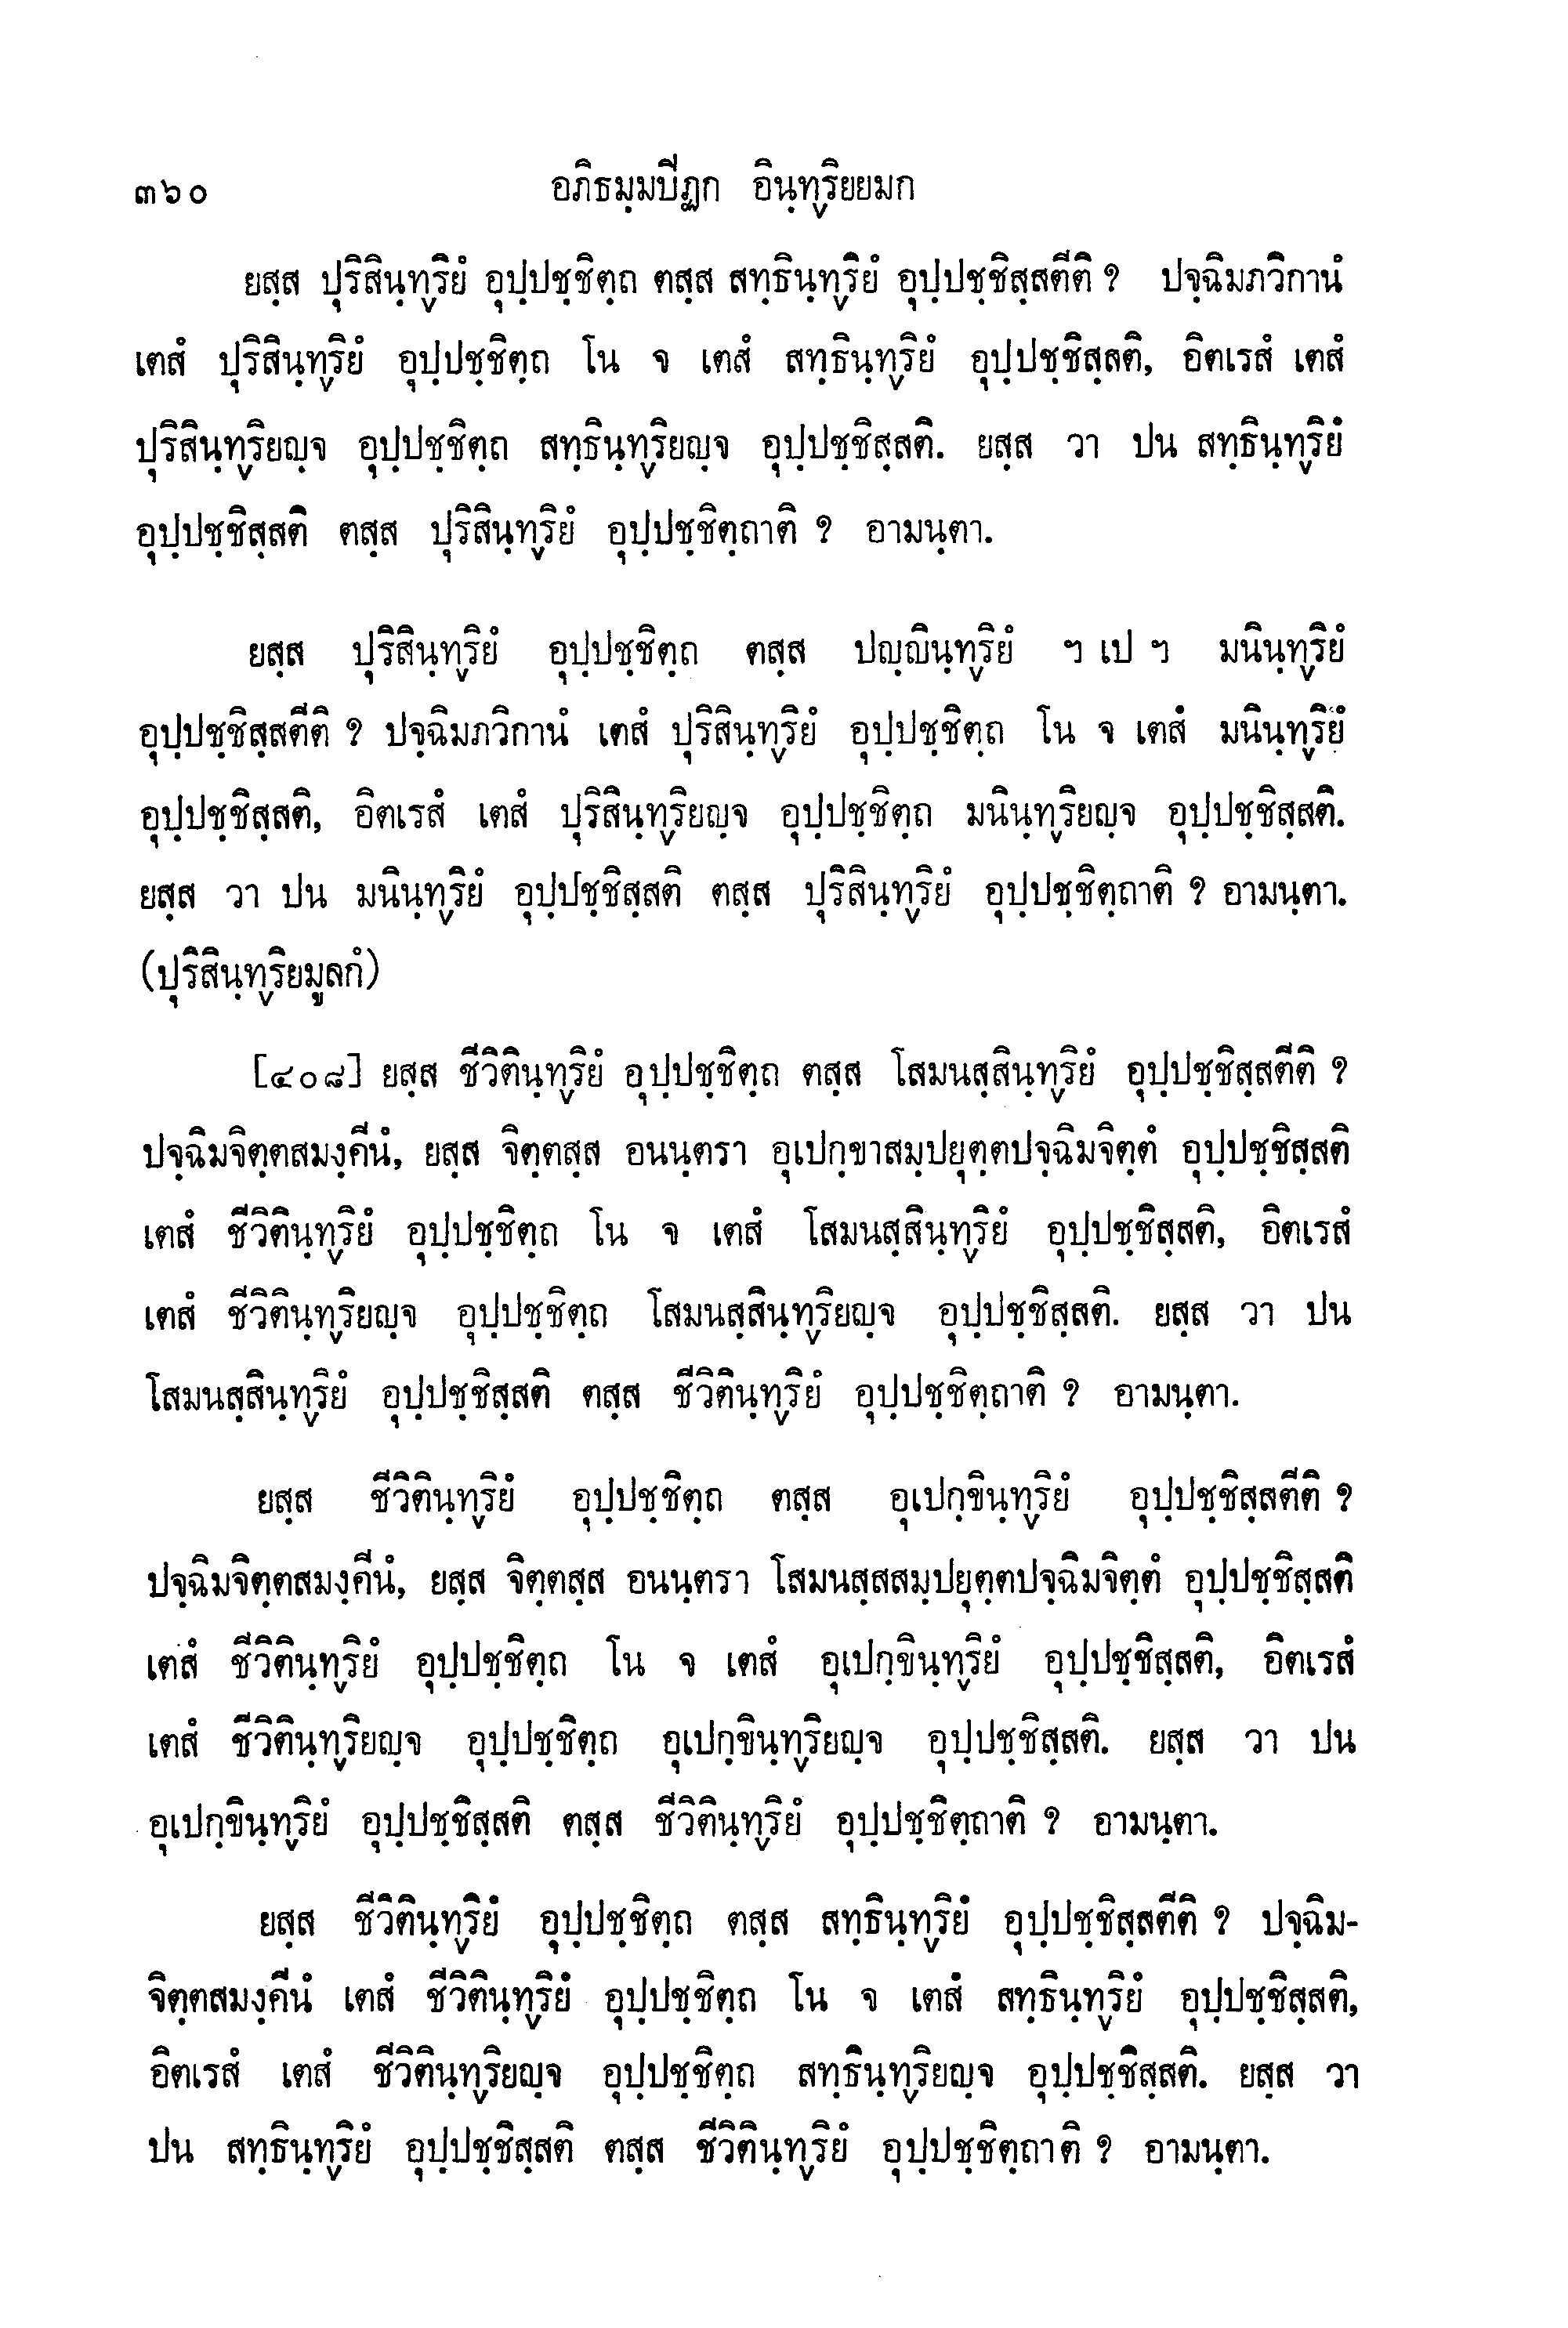 ๓๖๐ อภิธมฺมบีฏก อินฺทฺริยยมก
ยสฺส ปุริสินฺทฺริยํ อุปฺปชฺชิตฺถ ตสฺส สทฺธินฺทฺริยํ อุปฺปชฺชิสฺสตีติ ? ปจฺฉิมภวิกานํ
เตสํ ปุริสินฺทฺริยํ อุปฺปชฺชิตฺถ โน จ เตสํ สทฺธินฺทฺริยํ อุปฺปชฺชิสฺสติ, อิตเรสํ เตสํ
ปุริสินฺทฺริยญฺจ อุปฺปชฺชิตฺถ สทฺธินฺทฺริยญฺจ อุปฺปชฺชิสฺสติ. ยสฺส วา ปน สทฺธินฺทฺริยํ
อุปฺปชฺชิสฺสติ ตสฺส ปุริสินฺทฺริยํ อุปฺปชฺชิตฺถาติ ? อามนฺตา.
ยสฺส ปุริสินฺทฺริยํ อุปฺปชฺชิตฺถ ตสฺส ปญฺญินฺทฺริยํ ฯ เป ฯ มนินฺทฺริยํ
อุปฺปชฺชิสฺสตีติ ? ปจฺฉิมภวิกานํ เตสํ ปุริสินฺทฺริยํ อุปฺปชฺชิตฺถ โน จ เตสํ มนินฺทฺริยํ
อุปฺปชฺชิสฺสติ, อิตเรสํ เตสํ ปุริสินฺทฺริยญฺจ อุปฺปชฺชิตฺถ มนินฺทฺริยญฺจ อุปฺปชฺชิสฺสติ.
ยสฺส วา ปน มนินฺทฺริยํ อุปฺปชฺชิสฺสติ ตสฺส ปุริสินฺทฺริยํ อุปฺปชฺชิตฺถาติ ? อามนฺตา.
(ปุริสินฺทฺริยมูลกํ)
[๔๐๘] ยสฺส ชีวิตินฺทฺริยํ อุปฺปชฺชิตฺถ ตสฺส โสมนสฺสินฺทฺริยํ อุปฺปชฺชิสฺสตีติ ?
ปจฺฉิมจิตฺตสมงฺคีนํ, ยสฺส จิตฺตสฺส อนนฺตรา อุเปกฺขาสมฺปยุตฺตปจฺฉิมจิตฺตํ อุปฺปชฺชิสฺสติ
เตสํ ชีวิตินฺทฺริยํ อุปฺปชฺชิตฺถ โน จ เตสํ โสมนสฺสินฺทฺริยํ อุปฺปชฺชิสฺสติ, อิตเรสํ
เตสํ ชีวิตินฺทฺริยญฺจ อุปฺปชฺชิตฺถ โสมนสฺสินฺทฺริยญฺจ อุปฺปชฺชิสฺสติ. ยสฺส วา ปน
โสมนสฺสินฺทฺริยํ อุปฺปชฺชิสฺสติ ตสฺส ชีวิตินฺทฺริยํ อุปฺปชฺชิตฺถาติ ? อามนฺตา.
ยสฺส ชีวิตินฺทฺริยํ อุปฺปชฺชิตฺถ ตสฺส อุเปกฺขินฺทฺริยํ อุปฺปชฺชิสฺสตีติ ?
ปจฺฉิมจิตฺตสมงฺคีนํ, ยสฺส จิตฺตสฺส อนนฺตรา โสมนสฺสสมฺปยุตฺตปจฺฉิมจิตฺตํ อุปฺปชฺชิสฺสติ
เตสํ ชีวิตินฺทฺริยํ อุปฺปชฺชิตฺถ โน จ เตสํ อุเปกฺขินฺทฺริยํ อุปฺปชฺชิสฺสติ, อิตเรสํ
เตสํ ชีวิตินฺทฺริยญฺจ อุปฺปชฺชิตฺถ อุเปกฺขินฺทฺริยญฺจ อุปฺปชฺชิสฺสติ. ยสฺส วา ปน
อุเปกฺขินฺทฺริยํ อุปฺปชฺชิสฺสติ ตสฺส ชีวิตินฺทฺริยํ อุปฺปชฺชิตฺถาติ ? อามนฺตา.
ยสฺส ชีวิตินฺทฺริยํ อุปฺปชฺชิตฺถ ตสฺส สทฺธินฺทฺริยํ อุปฺปชฺชิสฺสตีติ ? ปจฺฉิม-
จิตฺตสมงฺคีนํ เตสํ ชีวิตินฺทฺริยํ อุปฺปชฺชิตฺถ โน จ เตสํ สทฺธินฺทฺริยํ อุปฺปชฺชิสฺสติ,
อิตเรสํ เตสํ ชีวิตินฺทฺริยญฺจ อุปฺปชฺชิตฺถ สทฺธินฺทฺริยญฺจ อุปฺปชฺชิสฺสติ. ยสฺส วา
ปน สทฺธินฺทฺริยํ อุปฺปชฺชิสฺสติ ตสฺส ชีวิตินฺทฺริยํ อุปฺปชฺชิตฺถาติ ? อามนฺตา.